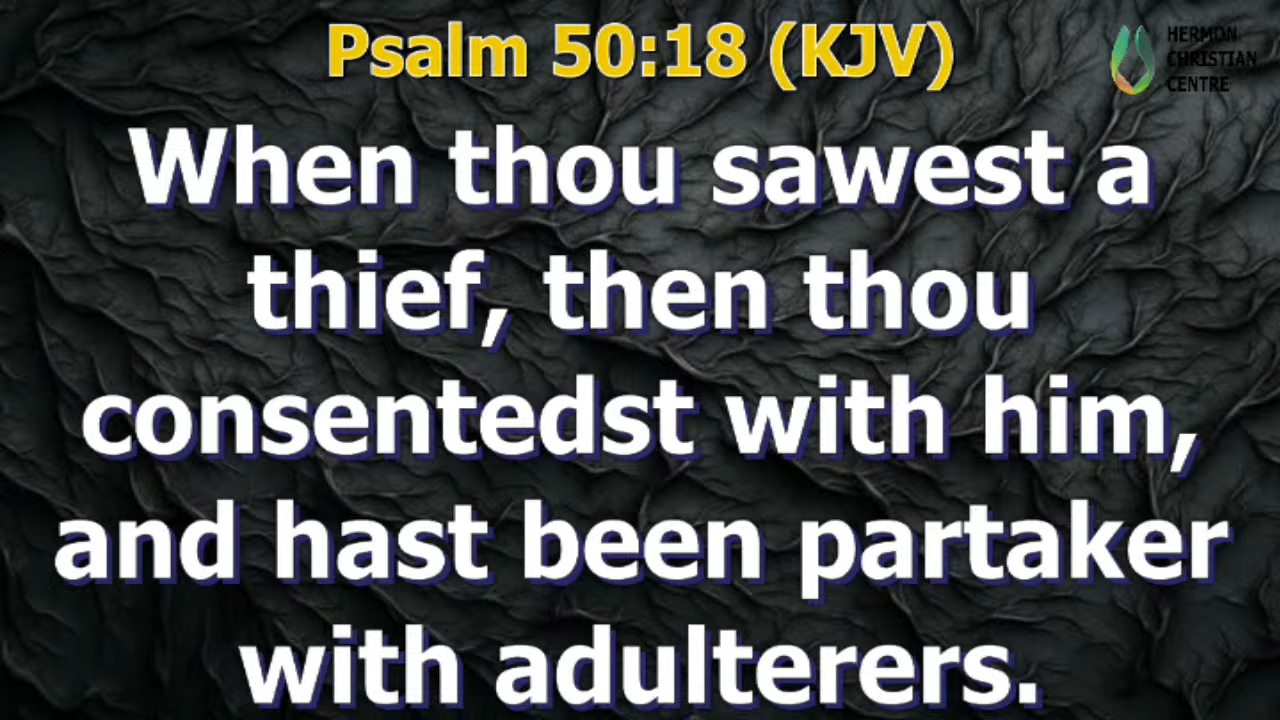 Psalm 50:18 (KJV)
HERMON
CHRISTIAN
CENTRE
When thou sawest a
thief, then thou
consentedst with him,
and hast been partaker
with adulterers.